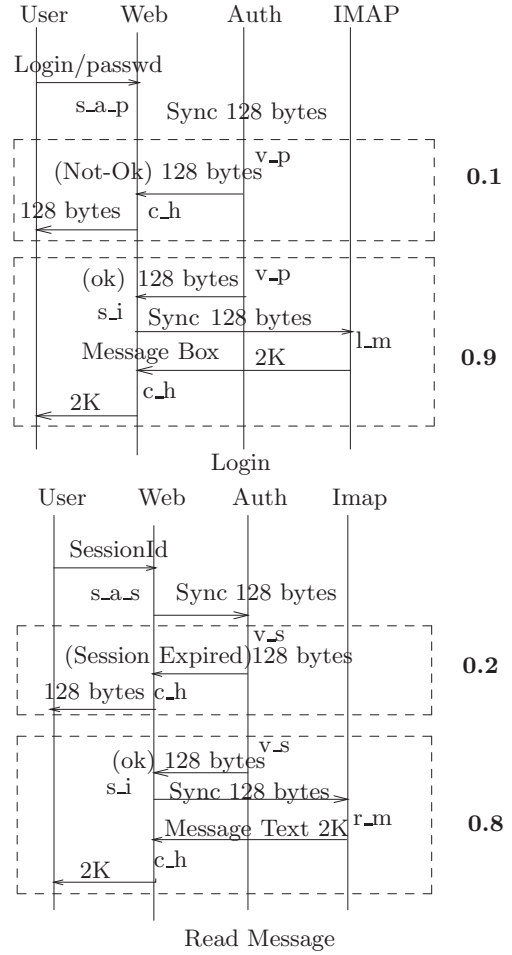 User Web Auth IMAP
Login/passwd
s_a_p Sync 128 bytes
v_p
(Not-Ok) 128 bytes
0.1
128 bytes c_h
(ok) 128 bytes v_p
s_i Sync 128 bytes
l_m
Message Box 2K
0.9
c_h
2K
Login
User Web Auth Imap
SessionId
s_a_s Sync 128 bytes
v_s
(Session Expired)128 bytes
0.2
128 bytes c_h
v_s
(ok) 128 bytes
s_i Sync 128 bytes
r_m
Message Text 2K
0.8
c_h
2K
Read Message